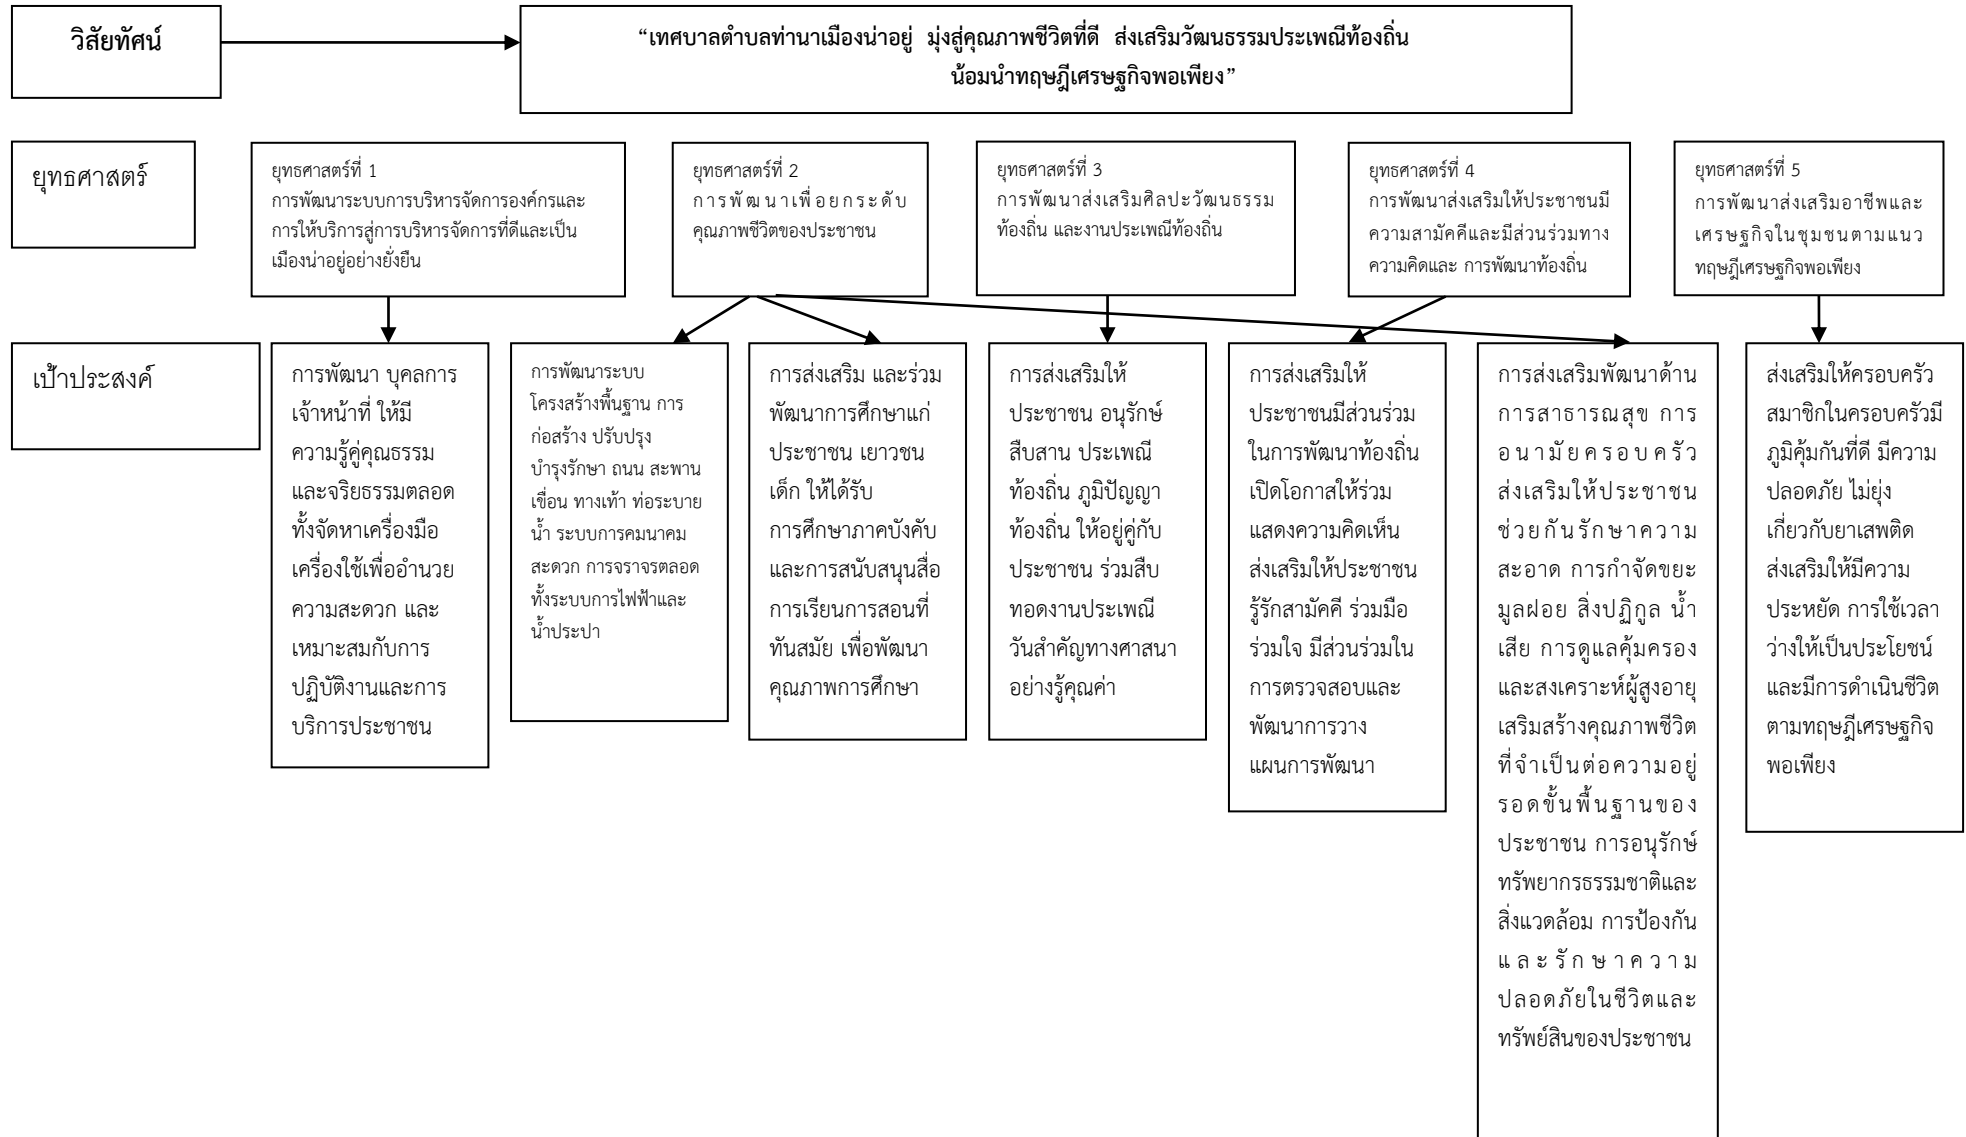 วิสัยทัศน์
“เทศบาลตำบลท่านาเมืองน่าอยู่ มุ่งสู่คุณภาพชีวิตที่ดี ส่งเสริมวัฒนธรรมประเพณีท้องถิ่น
น้อมนำทฤษฎีเศรษฐกิจพอเพียง”
ยุทธศาสตร์
ยุทธศาสตร์ที่ 1
การพัฒนาระบบการบริหารจัดการองค์กรและ
การให้บริการสู่การบริหารจัดการที่ดีและเป็น
เมืองน่าอยู่อย่างยั่งยืน
ยุทธศาสตร์ที่ 2
การพัฒนาเพื่อยกระดับ
คุณภาพชีวิตของประชาชน
ยุทธศาสตร์ที่ 3
การพัฒนาส่งเสริมศิลปะวัฒนธรรม
ท้องถิ่น และงานประเพณีท้องถิ่น
ยุทธศาสตร์ที่ 4
การพัฒนาส่งเสริมให้ประชาชนมี
ความสามัคคีและมีส่วนร่วมทาง
ความคิดและ การพัฒนาท้องถิ่น
ยุทธศาสตร์ที่ 5
การพัฒนาส่งเสริมอาชีพและ
เศรษฐกิจในชุมชนตามแนว
ทฤษฎีเศรษฐกิจพอเพียง
เป้าประสงค์
การพัฒนา บุคลการ
เจ้าหน้าที่ ให้มี
ความรู้คู่คุณธรรม
และจริยธรรมตลอด
ทั้งจัดหาเครื่องมือ
เครื่องใช้เพื่ออำนวย
ความสะดวก และ
เหมาะสมกับการ
ปฏิบัติงานและการ
บริการประชาชน
การพัฒนาระบบ
โครงสร้างพื้นฐาน การ
ก่อสร้าง ปรับปรุง
บำรุงรักษา ถนน สะพาน
เขื่อน ทางเท้า ท่อระบาย
น้ำ ระบบการคมนาคม
สะดวก การจราจรตลอด
ทั้งระบบการไฟฟ้าและ
น้ำประปา
การส่งเสริม และร่วม
พัฒนาการศึกษาแก่
ประชาชน เยาวชน
เด็ก ให้ได้รับ
การศึกษาภาคบังคับ
และการสนับสนุนสื่อ
การเรียนการสอนที่
ทันสมัย เพื่อพัฒนา
คุณภาพการศึกษา
การส่งเสริมให้
ประชาชน อนุรักษ์
สืบสาน ประเพณี
ท้องถิ่น ภูมิปัญญา
ท้องถิ่น ให้อยู่คู่กับ
ประชาชน ร่วมสืบ
ทอดงานประเพณี
วันสำคัญทางศาสนา
อย่างรู้คุณค่า
การส่งเสริมให้
ประชาชนมีส่วนร่วม
ในการพัฒนาท้องถิ่น
เปิดโอกาสให้ร่วม
แสดงความคิดเห็น
ส่งเสริมให้ประชาชน
รู้รักสามัคคี ร่วมมือ
ร่วมใจ มีส่วนร่วมใน
การตรวจสอบและ
พัฒนาการวาง
แผนการพัฒนา
การส่งเสริมพัฒนาด้าน
การสาธารณสุข การ
อนามัยครอบครัว
ส่งเสริมให้ประชาชน
ช่วยกันรักษาความ
สะอาด การกำจัดขยะ
มูลฝอย สิ่งปฏิกูล น้ำ
เสีย การดูแลคุ้มครอง
และสงเคราะห์ผู้สูงอายุ
เสริมสร้างคุณภาพชีวิต
ที่จำเป็นต่อความอยู่
รอดขั้นพื้นฐานของ
ประชาชน การอนุรักษ์
ทรัพยากรธรรมชาติและ
สิ่งแวดล้อม การป้องกัน
และรักษาความ
ปลอดภัยในชีวิตและ
ทรัพย์สินของประชาชน
ส่งเสริมให้ครอบครัว
สมาชิกในครอบครัวมี
ภูมิคุ้มกันที่ดี มีความ
ปลอดภัย ไม่ยุ่ง
เกี่ยวกับยาเสพติด
ส่งเสริมให้มีความ
ประหยัด การใช้เวลา
ว่างให้เป็นประโยชน์
และมีการดำเนินชีวิต
ตามทฤษฎีเศรษฐกิจ
พอเพียง